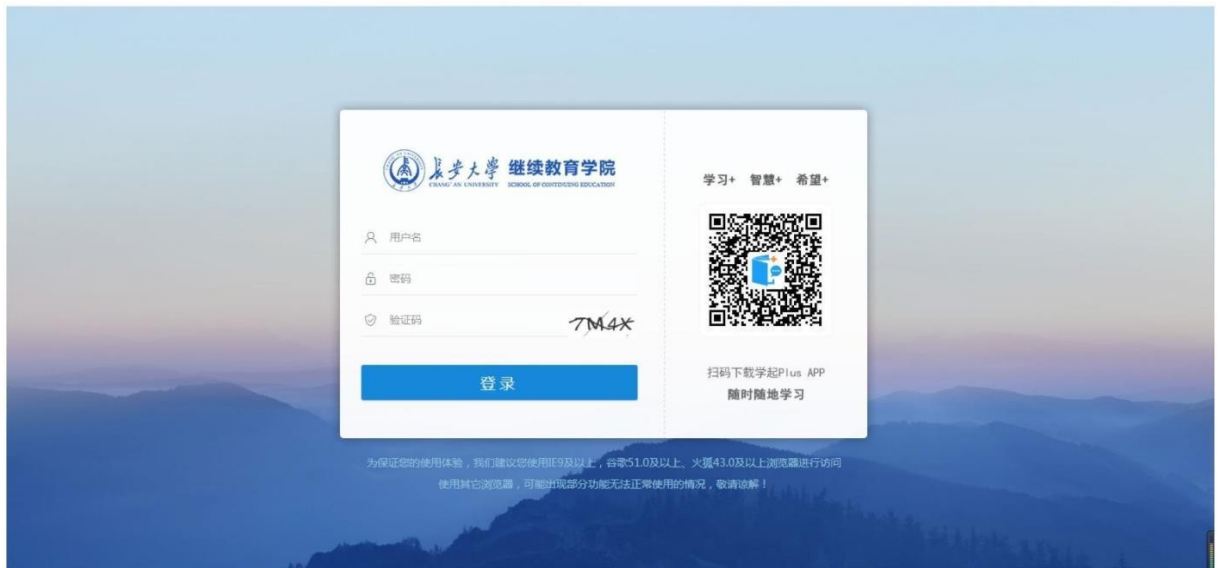 長安大學 继续教育学院
CHANG'AN UNIVERSITY SCHOOL OF CONTINUING EDUCATION
用户名
密码
验证码 7M4X
登录
学习+ 智慧+ 希望+
扫码下载学起Plus APP
随时随地学习
为保证您的使用体验，我们建议您使用IE9及以上，谷歌51.0及以上、火狐43.0及以上浏览器进行访问
使用其它浏览器，可能出现部分功能无法正常使用的情况，敬请谅解！